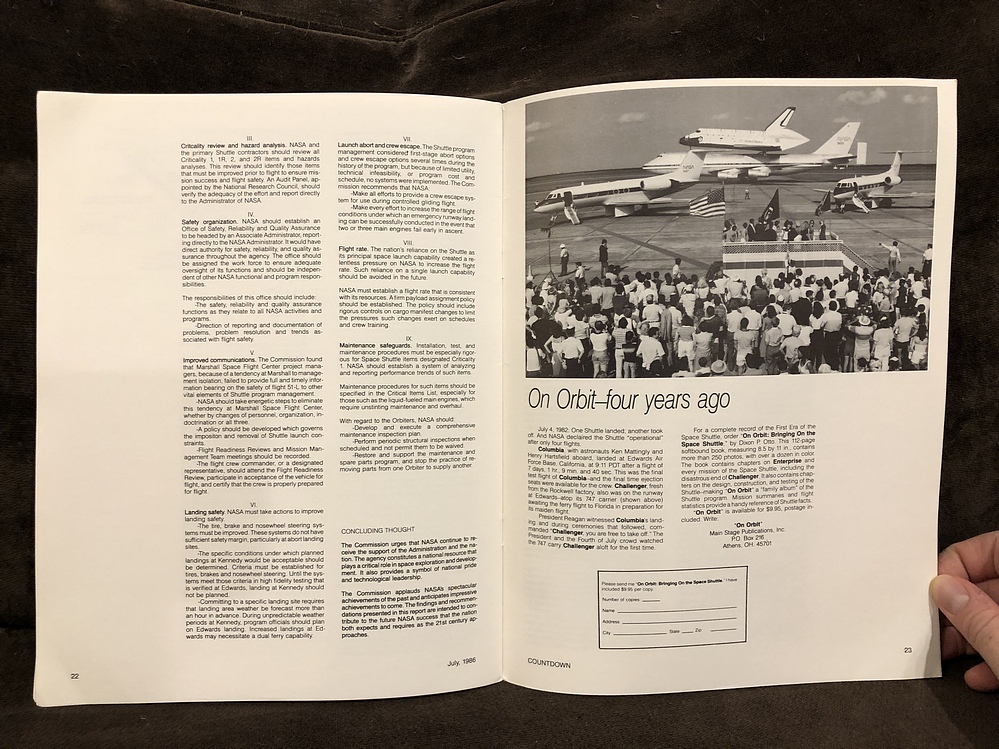 III.
Criticality review and hazard analysis. NASA and
the primary Shuttle contractors should review all
Criticality 1, 1R, 2, and 2R items and hazards
analyses. This review should identify those items
that must be improved prior to flight to ensure mis-
sion success and flight safety. An Audit Panel, ap-
pointed by the National Research Council, should
verify the adequacy of the effort and report directly
to the Administrator of NASA.
IV.
Safety organization. NASA should establish an
Office of Safety, Reliability and Quality Assurance
to be headed by an Associate Administrator, report-
ing directly to the NASA Administrator. It would have
direct authority for safety, reliability, and quality as-
surance throughout the agency. The office should
be assigned the work force to ensure adequate
oversight of its functions and should be indepen-
dent of other NASA functional and program respon-
sibilities.
The responsibilities of this office should include:
-The safety, reliability and quality assurance
functions as they relate to all NASA activities and
programs.
-Direction of reporting and documentation of
problems, problem resolution and trends as-
sociated with flight safety.
V.
Improved communications. The Commission found
that Marshall Space Flight Center project mana-
gers, because of a tendency at Marshall to manage-
ment isolation, failed to provide full and timely infor-
mation bearing on the safety of flight 51-L to other
vital elements of Shuttle program management.
-NASA should take energetic steps to eliminate
this tendency at Marshall Space Flight Center,
whether by changes of personnel, organization, in-
doctrination or all three.
-A policy should be developed which governs
the impositon and removal of Shuttle launch con-
straints.
-Flight Readiness Reviews and Mission Man-
agement Team meetings should be recorded.
-The flight crew commander, or a designated
representative, should attend the Flight Readiness
Review, participate in acceptance of the vehicle for
flight, and certify that the crew is properly prepared
for flight.
VI.
Landing safety. NASA must take actions to improve
landing safety.
-The tire, brake and nosewheel steering sys-
tems must be improved. These systems do not have
sufficient safety margin, particularly at abort landing
sites.
-The specific conditions under which planned
landings at Kennedy would be acceptable should
be determined. Criteria must be established for
tires, brakes and nosewheel steering. Until the sys-
tems meet those criteria in high fidelity testing that
is verified at Edwards, landing at Kennedy should
not be planned.
-Committing to a specific landing site requires
that landing area weather be forecast more than
an hour in advance. During unpredictable weather
periods at Kennedy, program officials should plan
on Edwards landing. Increased landings at Ed-
wards may necessitate a dual ferry capability.
VII.
Launch abort and crew escape. The Shuttle program
management considered first-stage abort options
and crew escape options several times during the
history of the program, but because of limited utility,
technical infeasibility, or program cost and
schedule, no systems were implemented. The Com-
mission recommends that NASA:
-Make all efforts to provide a crew escape sys-
tem for use during controlled gliding flight.
-Make every effort to increase the range of flight
conditions under which an emergency runway land-
ing can be successfully conducted in the event that
two or three main engines fail early in ascent.
VIII.
Flight rate. The nation's reliance on the Shuttle as
its principal space launch capability created a re-
lentless pressure on NASA to increase the flight
rate. Such reliance on a single launch capability
should be avoided in the future.
NASA must establish a flight rate that is consistent
with its resources. A firm payload assignment policy
should be established. The policy should include
rigorus controls on cargo manifest changes to limit
the pressures such changes exert on schedules
and crew training.
IX.
Maintenance safeguards. Installation, test, and
maintenance procedures must be especially rigor-
ous for Space Shuttle items designated Criticality
1. NASA should establish a system of analyzing
and reporting performance trends of such items.
Maintenance procedures for such items should be
specified in the Critical Items List, especially for
those such as the liquid-fueled main engines, which
require unstinting maintenance and overhaul.
With regard to the Orbiters, NASA should:
-Develop and execute a comprehensive
maintenance inspection plan.
-Perform periodic structural inspections when
scheduled and not permit them to be waived.
-Restore and support the maintenance and
spare parts program, and stop the practice of re-
moving parts from one Orbiter to supply another.
CONCLUDING THOUGHT
The Commission urges that NASA continue to re-
ceive the support of the Administration and the na-
tion. The agency constitutes a national resource that
plays a critical role in space exploration and develop-
ment. It also provides a symbol of national pride
and technological leadership.
The Commission applauds NASA's spectacular
achievements of the past and anticipates impressive
achievements to come. The findings and recommen-
dations presented in this report are intended to con-
tribute to the future NASA success that the nation
both expects and requires as the 21st century ap-
proaches.
July, 1986
22
NASA
On Orbit–four years ago
July 4, 1982. One Shuttle landed; another took
off. And NASA declared the Shuttle "operational"
after only four flights.
Columbia, with astronauts Ken Mattingly and
Henry Hartsfield aboard, landed at Edwards Air
Force Base, California, at 9:11 PDT after a flight of
7 days, 1 hr., 9 min. and 40 sec. This was the final
test flight of Columbia–and the final time ejection
seats were available for the crew. Challenger, fresh
from the Rockwell factory, also was on the runway
at Edwards–atop its 747 carrier (shown above)
awaiting the ferry flight to Florida in preparation for
its maiden flight.
President Reagan witnessed Columbia's land-
ing and during ceremonies that followed, com-
manded "Challenger, you are free to take off." The
President and the Fourth of July crowd watched
the 747 carry Challenger aloft for the first time.
For a complete record of the First Era of the
Space Shuttle, order "On Orbit: Bringing On the
Space Shuttle," by Dixon P. Otto. This 112-page
softbound book, measuring 8.5 by 11 in., contains
more than 250 photos, with over a dozen in color.
The book contains chapters on Enterprise and
every mission of the Space Shuttle, including the
disastrous end of Challenger. It also contains chap-
ters on the design, construction, and testing of the
Shuttle–making "On Orbit" a "family album" of the
Shuttle program. Mission summaries and flight
statistics provide a handy reference of Shuttle facts.
"On Orbit" is available for $9.95, postage in-
cluded. Write:
"On Orbit"
Main Stage Publications, Inc.
P.O. Box 216
Athens, OH 45701
Please send me "On Orbit: Bringing On the Space Shuttle." I have
included $9.95 per copy.
Number of copies:
Name
Address
City State Zip
COUNTDOWN
23